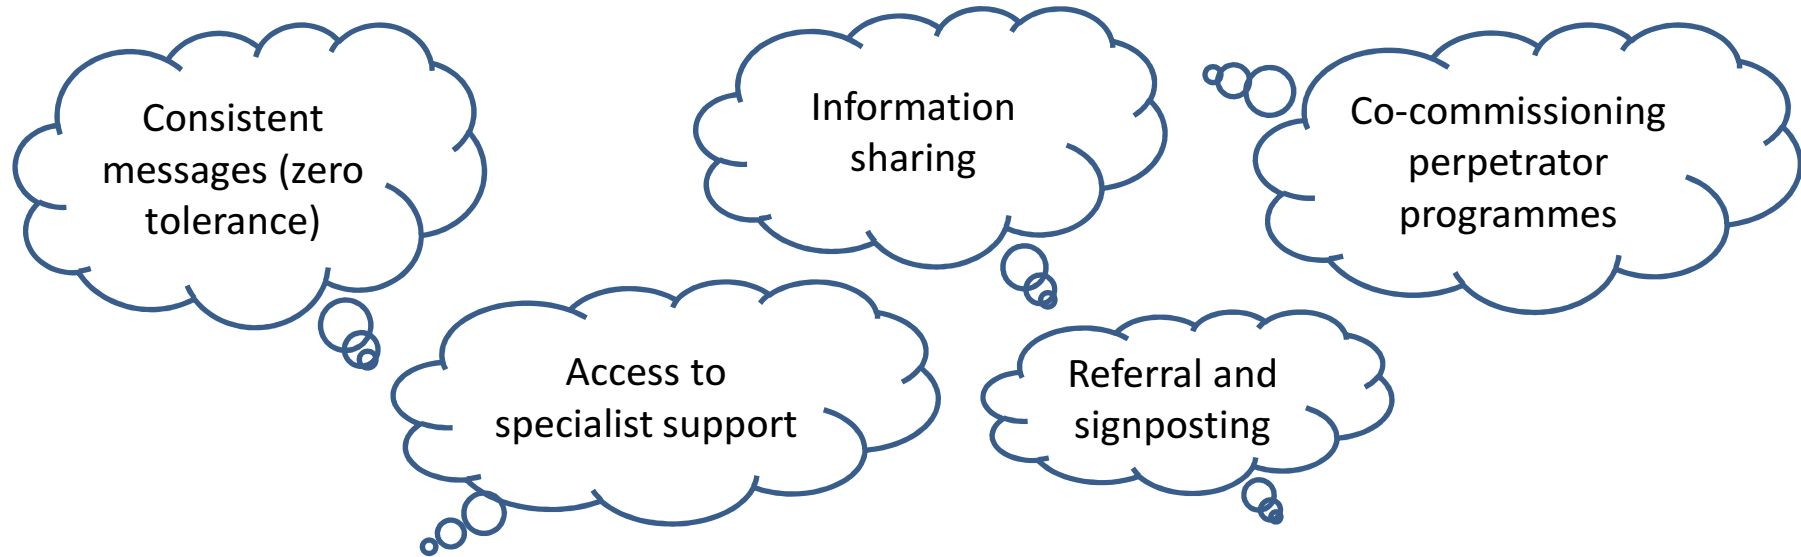 Consistent
messages (zero
tolerance)
Information
sharing
Co-commissioning
perpetrator
programmes
Access to
specialist support
Referral and
signposting